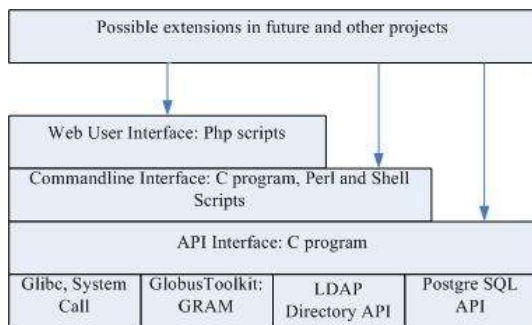 Possible extensions in future and other projects
Web User Interface: Php scripts
Commandline Interface: C program, Perl and Shell
Scripts
API Interface: C program
Glibc, System
Call
GlobusToolkit:
GRAM
LDAP
Directory API
Postgre SQL
API